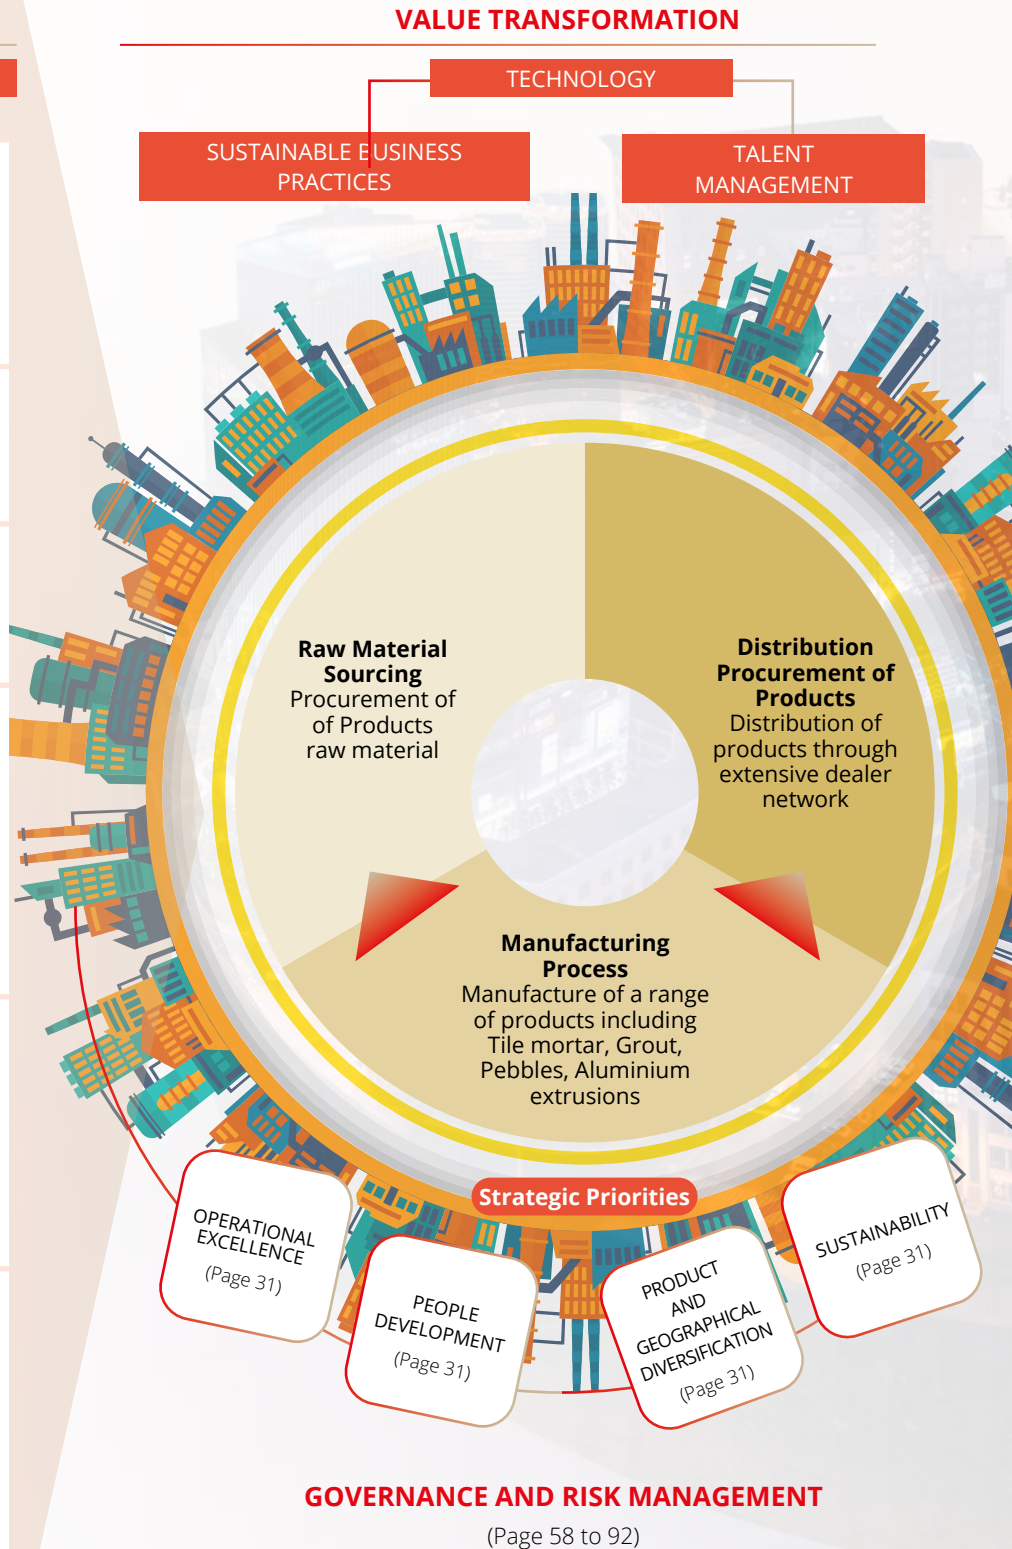 VALUE TRANSFORMATION
TECHNOLOGY
SUSTAINABLE BUSINESS
PRACTICES
TALENT
MANAGEMENT
Raw Material
Sourcing
Procurement of
of Products
raw material
Distribution
Procurement of
Products
Distribution of
products through
extensive dealer
network
Manufacturing
Process
Manufacture of a range
of products including
Tile mortar, Grout,
Pebbles, Aluminium
extrusions
Strategic Priorities
OPERATIONAL
EXCELLENCE
(Page 31)
PEOPLE
DEVELOPMENT
(Page 31)
PRODUCT
AND
GEOGRAPHICAL
DIVERSIFICATION
(Page 31)
SUSTAINABILITY
(Page 31)
GOVERNANCE AND RISK MANAGEMENT
(Page 58 to 92)